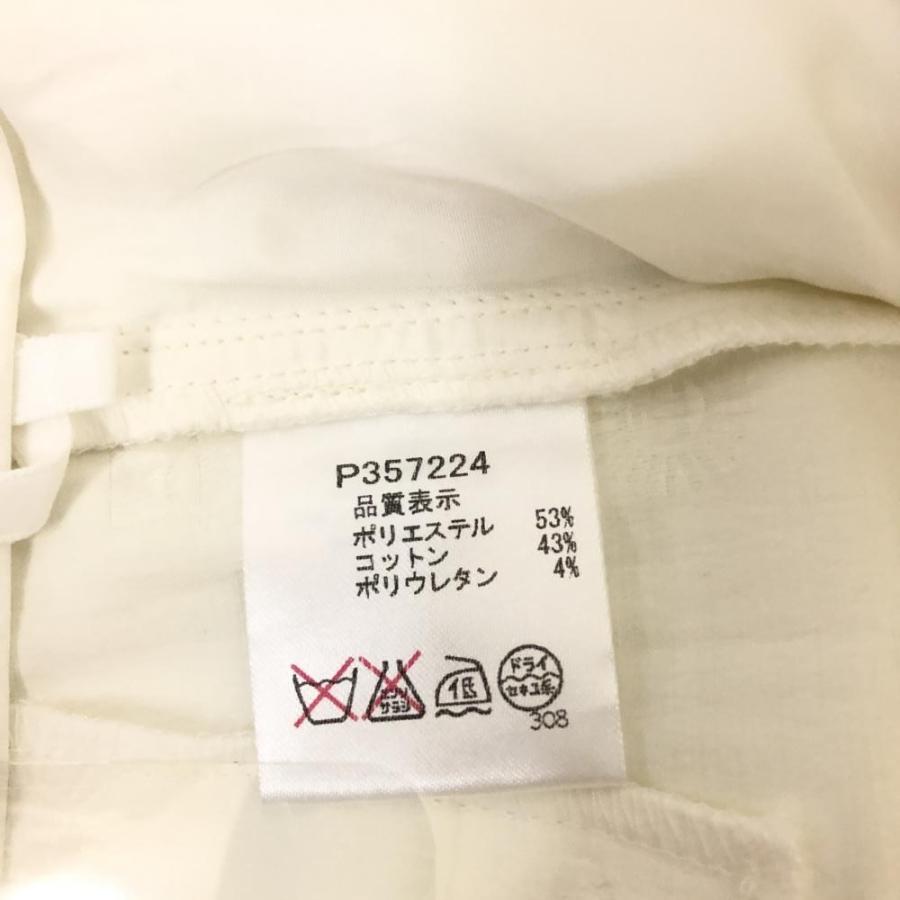 P357224
品質表示
ポリエステル 53%
コットン 43%
ポリウレタン 4%
エンソ
サラシ
低
ドライ
セキユ系
308